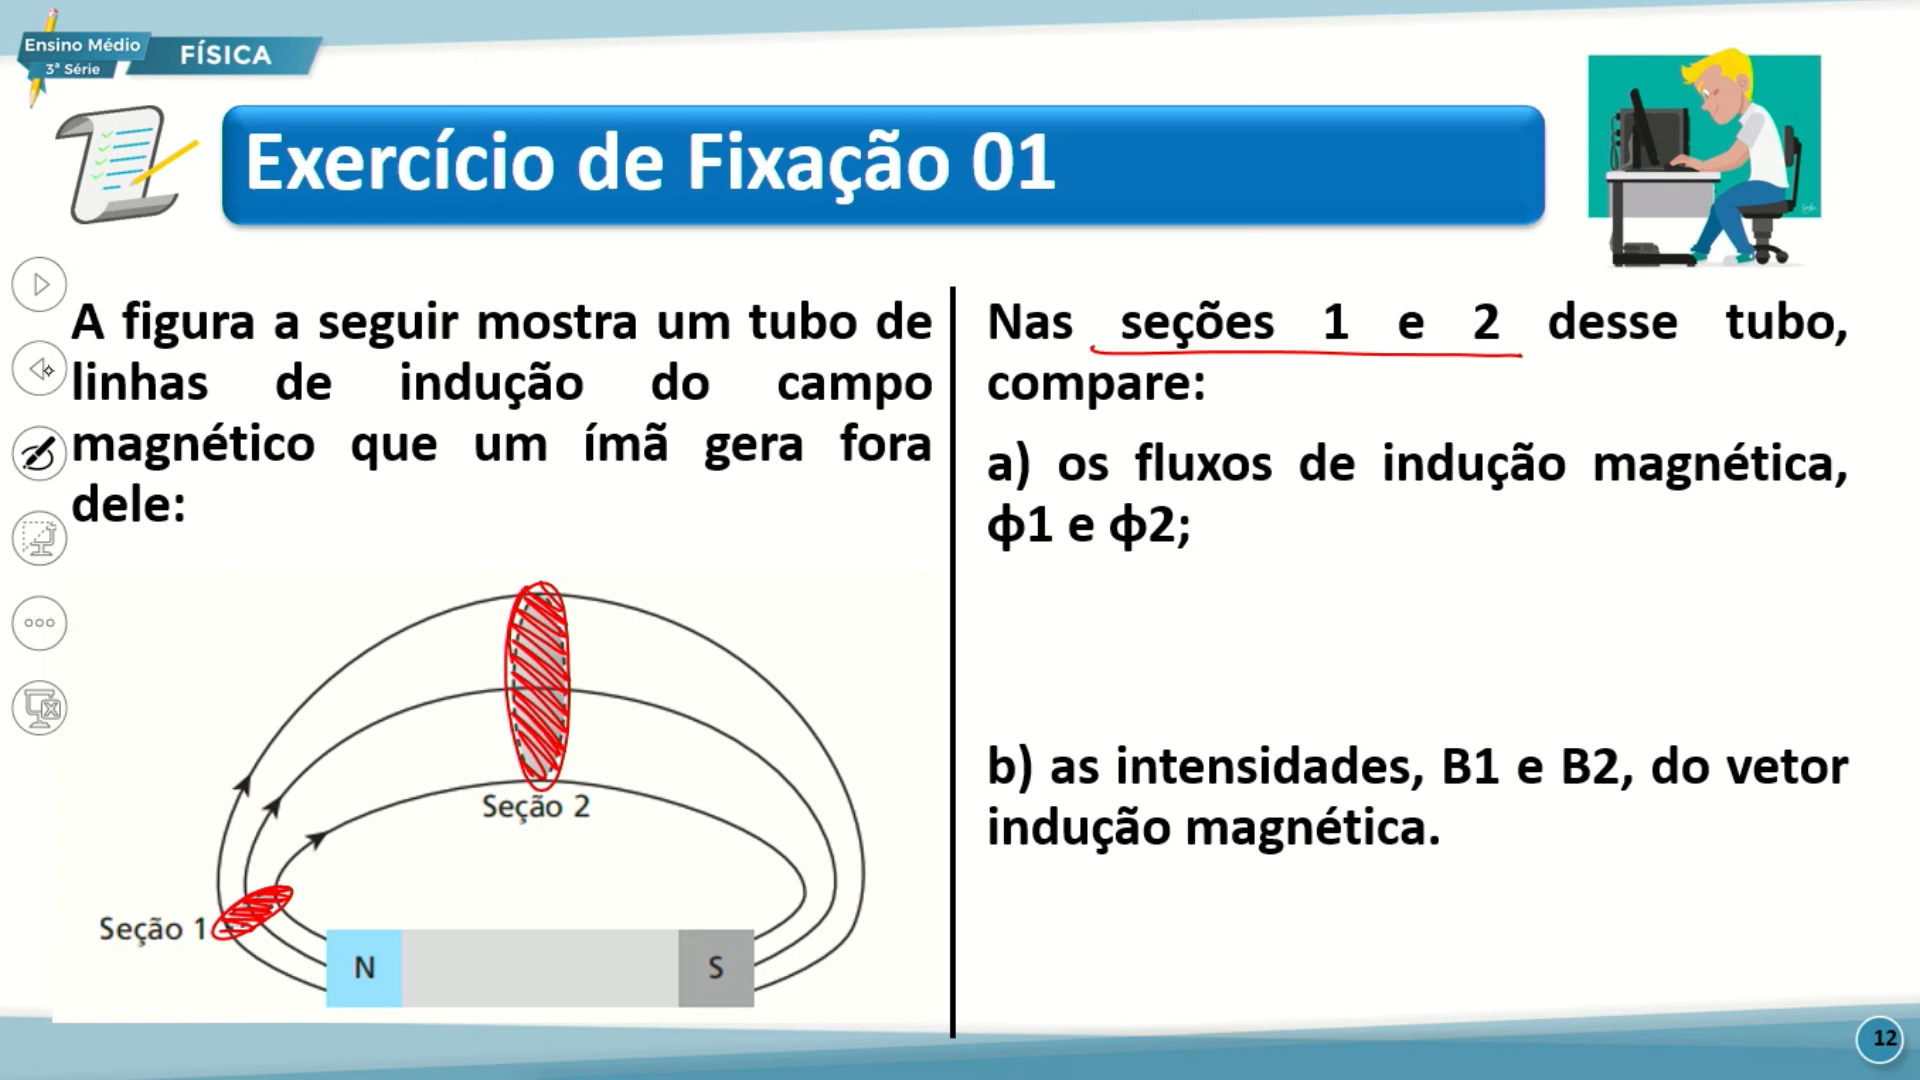 Ensino Médio
3ª Série
FÍSICA
Exercício de Fixação 01
A figura a seguir mostra um tubo de
linhas de indução do campo
magnético que um ímã gera fora
dele:
Seção 2
Seção 1
N
S
Nas seções 1 e 2 desse tubo,
compare:
a) os fluxos de indução magnética,
ф1 e ф2;
b) as intensidades, B1 e B2, do vetor
indução magnética.
12